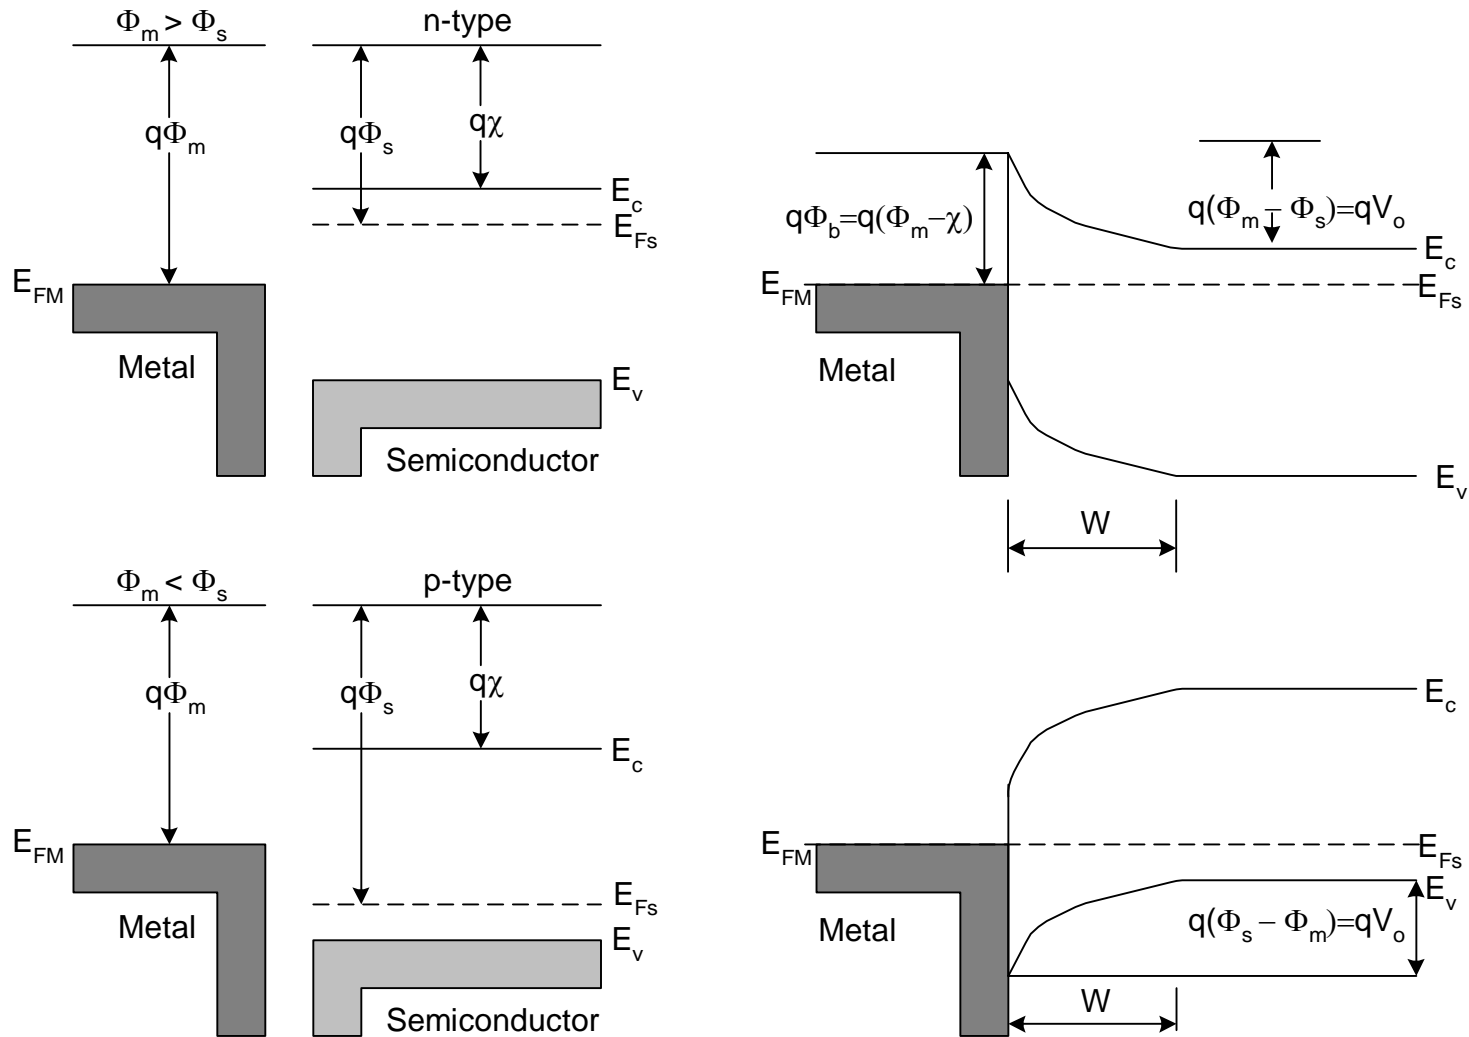 Φm > Φs
n-type
qΦm
qΦs
qχ
Ec
EFs
EFM
Metal
Ev
Semiconductor
qΦb=q(Φm−χ)
q(Φm − Φs)=qVo
Ec
EFM
EFs
Metal
Ev
W
Φm < Φs
p-type
qΦm
qΦs
qχ
Ec
EFM
EFs
Metal
Ev
Semiconductor
Ec
EFM
EFs
Ev
Metal
q(Φs − Φm)=qVo
W